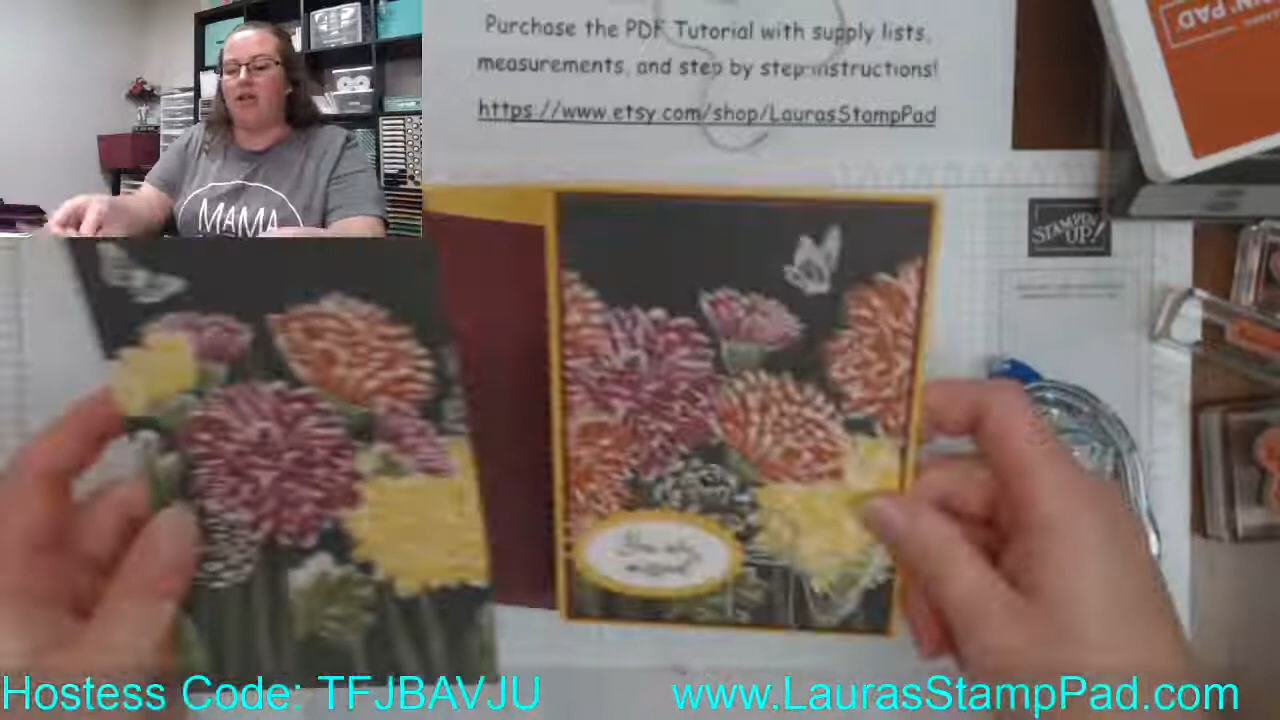 Purchase the PDF Tutorial with supply lists,
measurements, and step by step instructions!
https://www.etsy.com/shop/LaurasStampPad
N' PAD
STAMPIN'
UP!
MAMA
Hostess Code: TFJBAVJU
www.LaurasStampPad.com